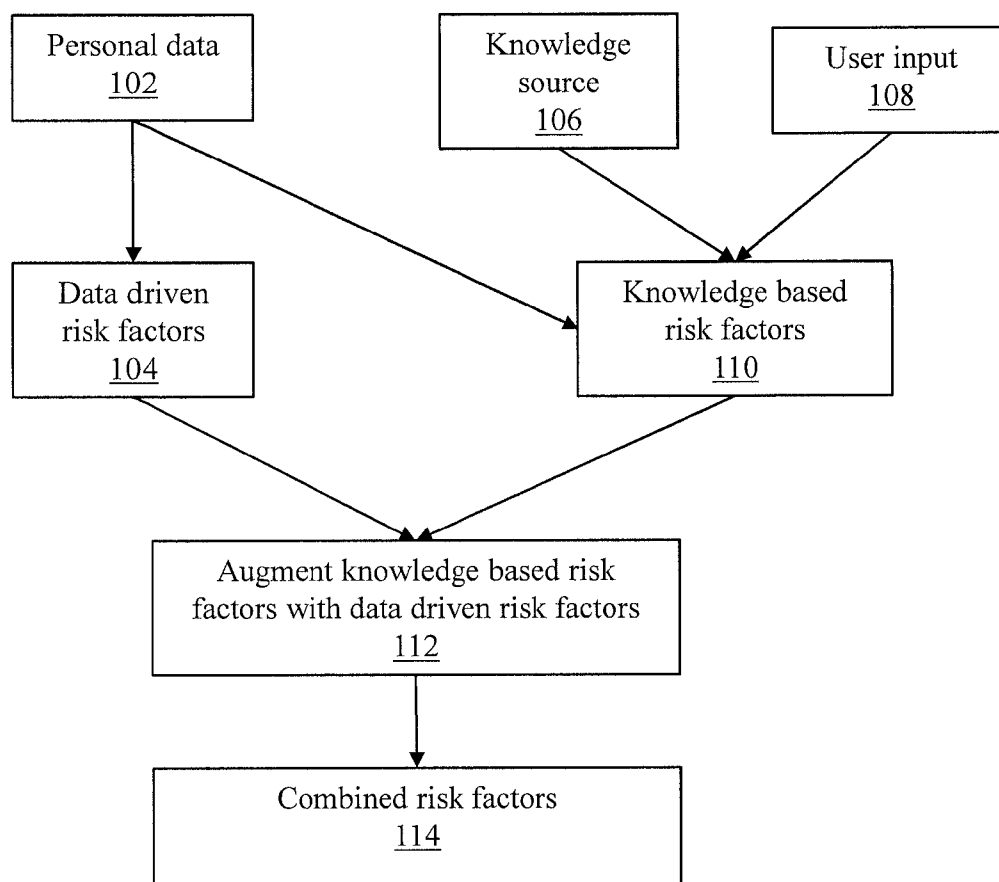 Personal data
102
Knowledge
source
106
User input
108
Data driven
risk factors
104
Knowledge based
risk factors
110
Augment knowledge based risk
factors with data driven risk factors
112
Combined risk factors
114